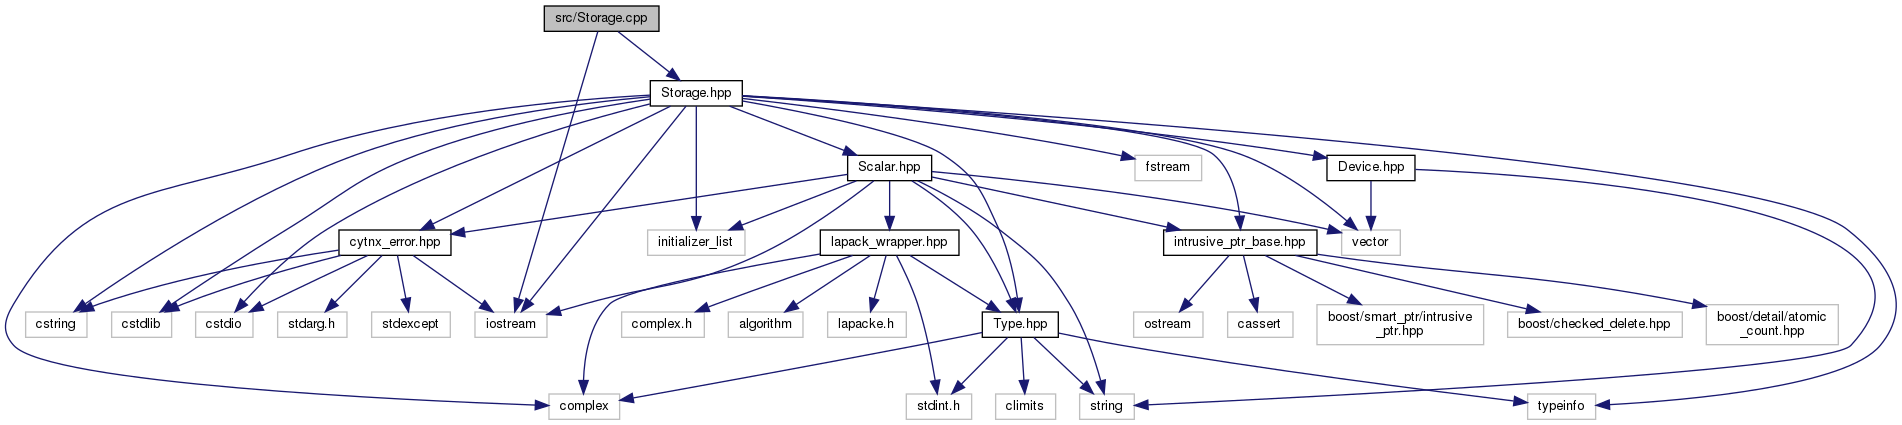 src/Storage.cpp
Storage.hpp
Scalar.hpp
fstream
Device.hpp
cytnx_error.hpp
initializer_list
lapack_wrapper.hpp
intrusive_ptr_base.hpp
vector
cstring
cstdlib
cstdio
stdarg.h
stdexcept
iostream
complex.h
algorithm
lapacke.h
Type.hpp
ostream
cassert
boost/smart_ptr/intrusive
_ptr.hpp
boost/checked_delete.hpp
boost/detail/atomic
_count.hpp
complex
stdint.h
climits
string
typeinfo